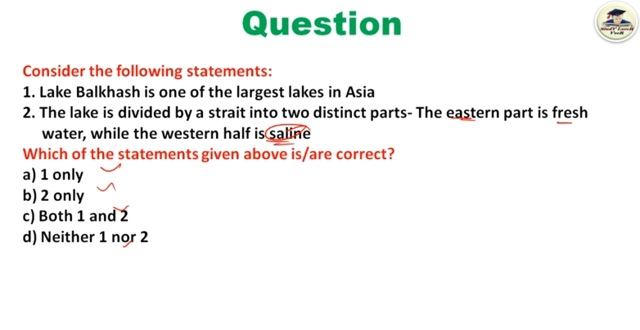 Question
Consider the following statements:
1. Lake Balkhash is one of the largest lakes in Asia
2. The lake is divided by a strait into two distinct parts- The eastern part is fresh
water, while the western half is saline
Which of the statements given above is/are correct?
a) 1 only
b) 2 only
c) Both 1 and 2
d) Neither 1 nor 2